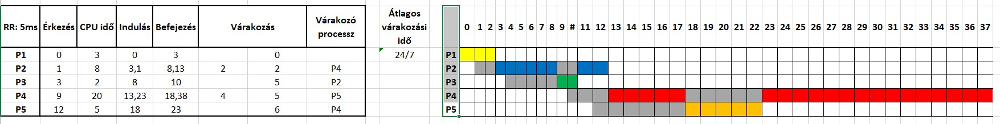 RR: 5ms Érkezés CPU idő Indulás Befejezés Várakozás Várakozó processz Átlagos várakozási idő 0 1 2 3 4 5 6 7 8 9 # 11 12 13 14 15 16 17 18 19 20 21 22 23 24 25 26 27 28 29 30 31 32 33 34 35 36 37
P1 0 3 0 3 0 24/7 P1
P2 1 8 3,1 8,13 2 2 P4 P2
P3 3 2 8 10 5 P2 P3
P4 9 20 13,23 18,38 4 5 P5 P4
P5 12 5 18 23 6 P4 P5